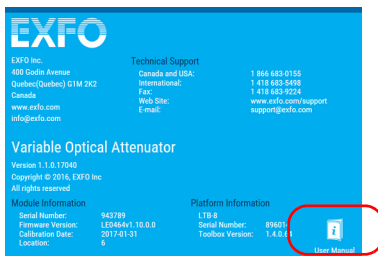 EXFO
EXFO Inc.
400 Godin Avenue
Quebec(Quebec) G1M 2K2
Canada
www.exfo.com
info@exfo.com
Technical Support
Canada and USA: 1 866 683-0155
International: 1 418 683-5498
Fax: 1 418 683-9224
Web Site: www.exfo.com/support
E-mail: support@exfo.com
Variable Optical Attenuator
Version 1.1.0.17040
Copyright © 2016, EXFO Inc
All rights reserved
Module Information
Serial Number: 943789
Firmware Version: LE0464v1.10.0.0
Calibration Date: 2017-01-31
Location: 6
Platform Information
LTB-8
Serial Number:
Toolbox Version:
i
User Manual